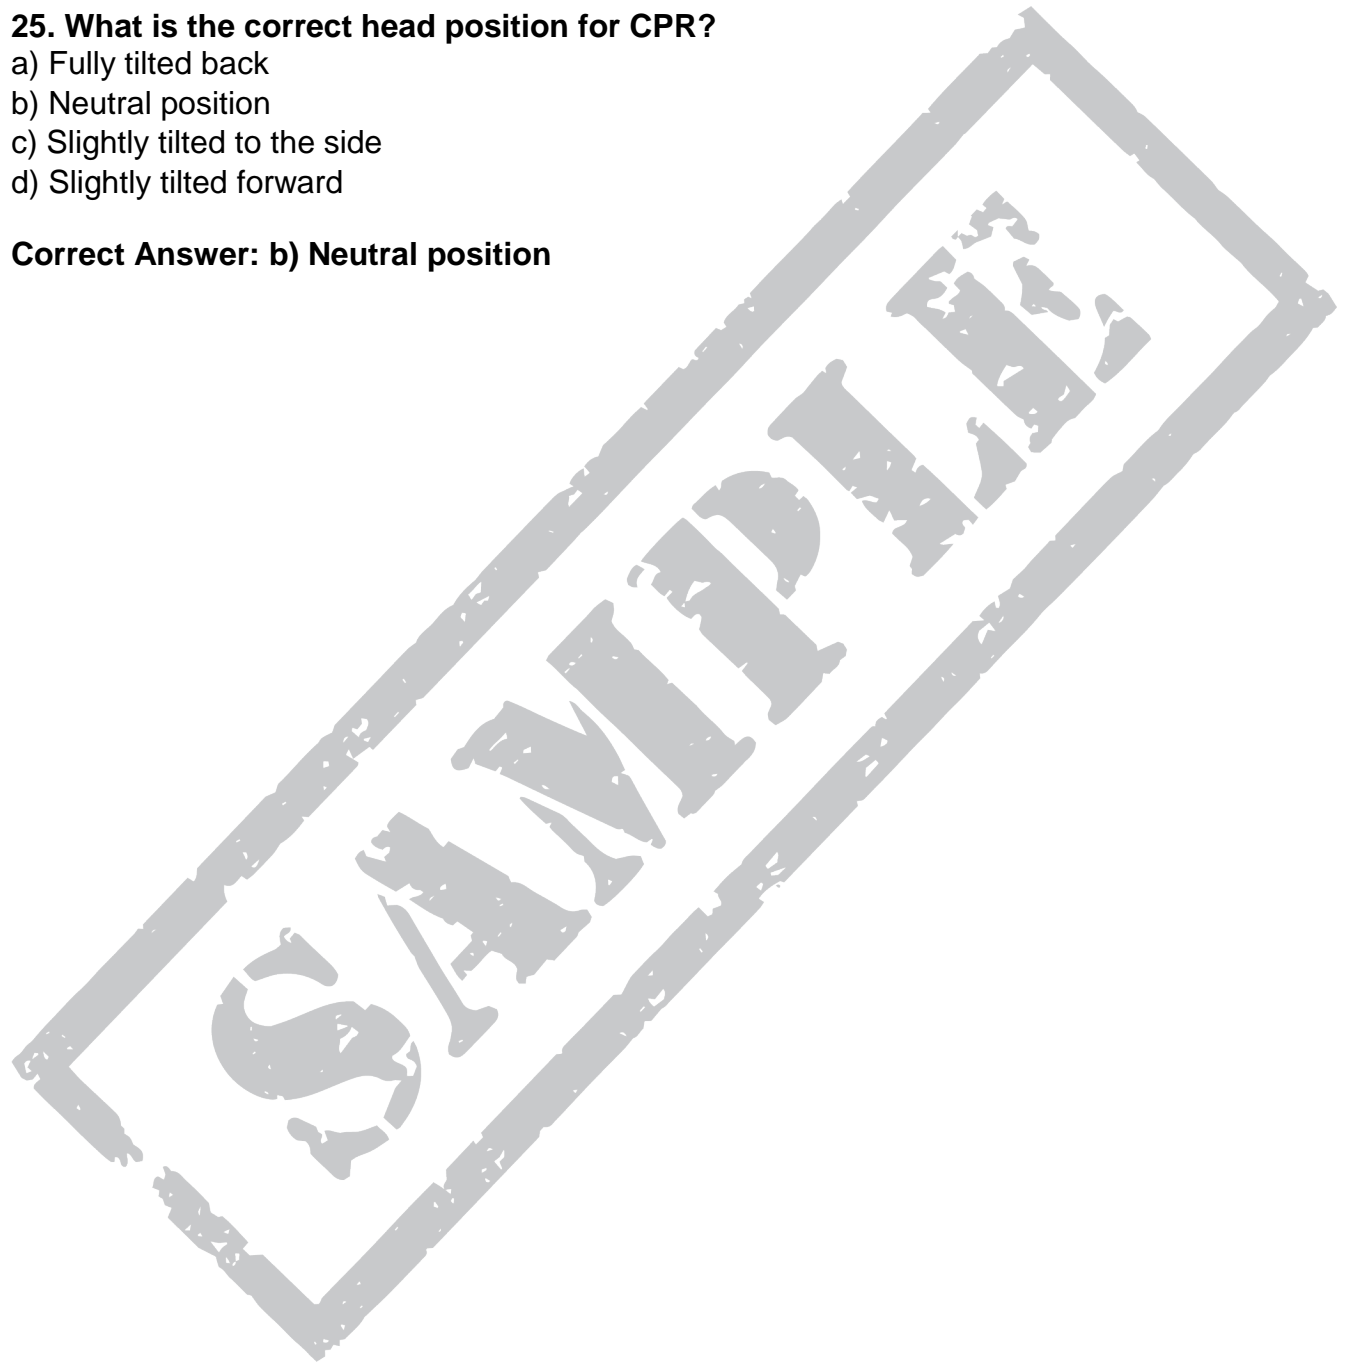 25. What is the correct head position for CPR?
a) Fully tilted back
b) Neutral position
c) Slightly tilted to the side
d) Slightly tilted forward
Correct Answer: b) Neutral position
SAMPLE